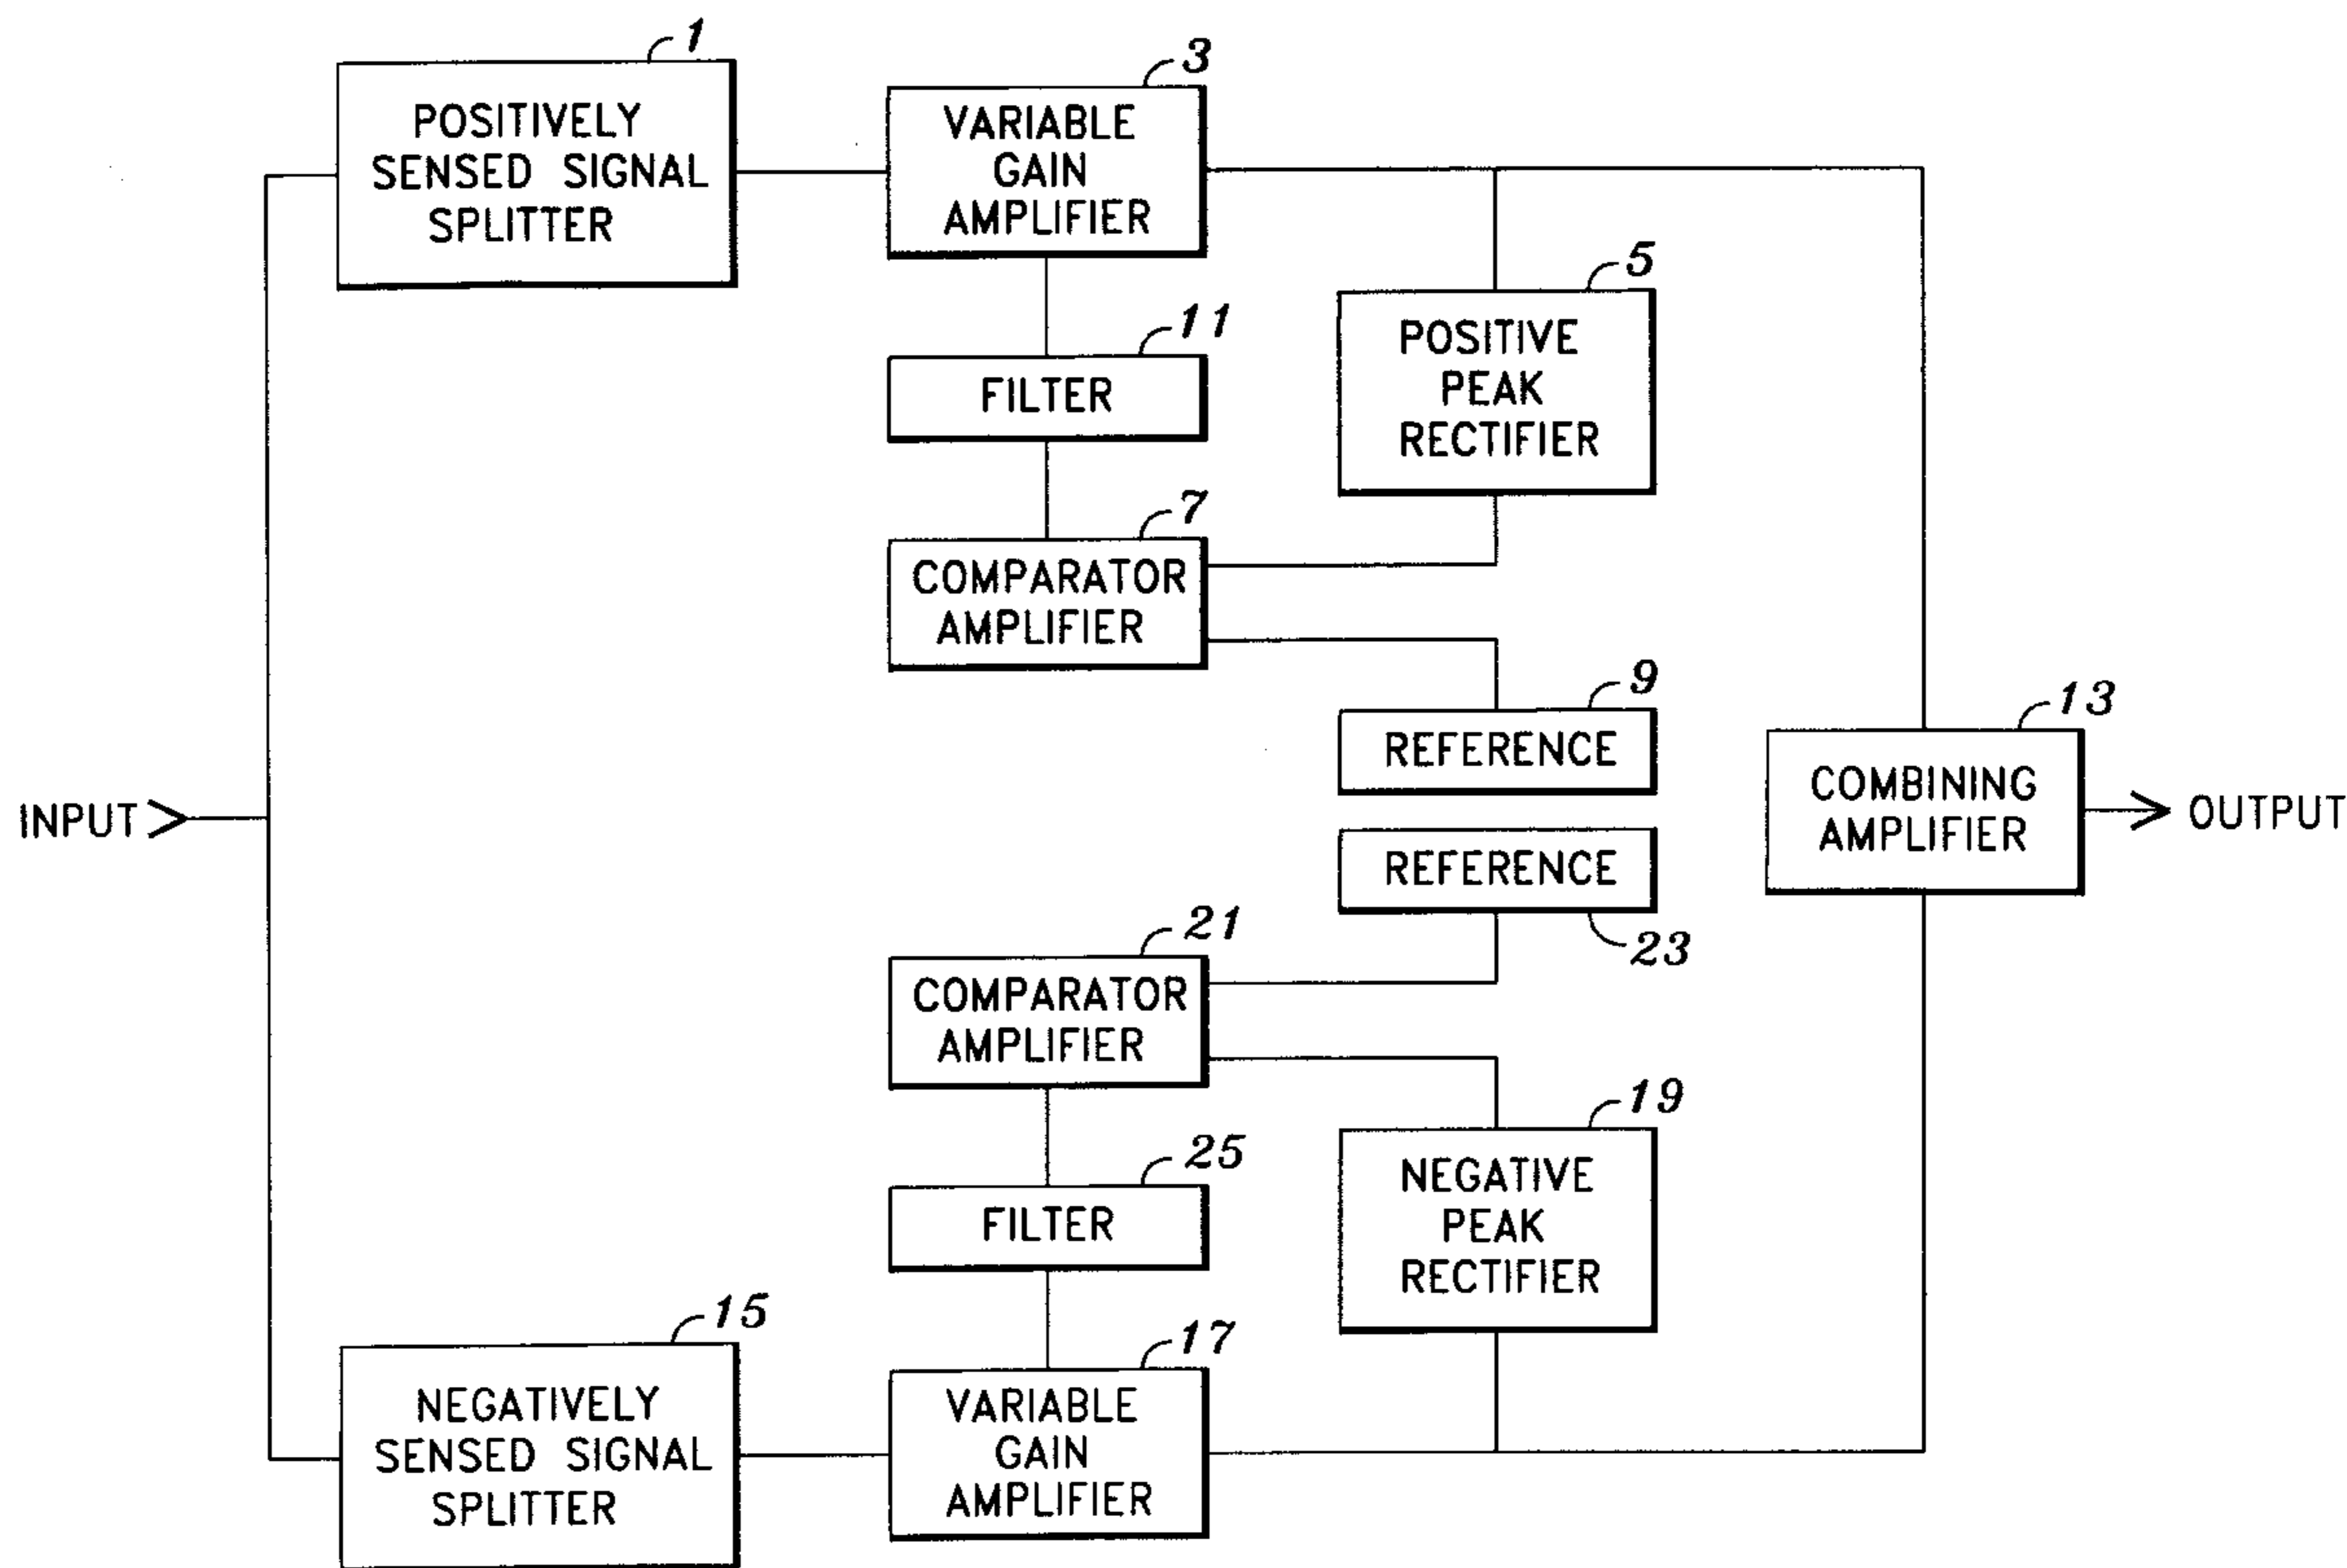 1
POSITIVELY
SENSED SIGNAL
SPLITTER
3
VARIABLE
GAIN
AMPLIFIER
5
POSITIVE
PEAK
RECTIFIER
11
FILTER
7
COMPARATOR
AMPLIFIER
9
REFERENCE
13
COMBINING
AMPLIFIER
INPUT
OUTPUT
REFERENCE
23
21
COMPARATOR
AMPLIFIER
19
NEGATIVE
PEAK
RECTIFIER
25
FILTER
15
NEGATIVELY
SENSED SIGNAL
SPLITTER
17
VARIABLE
GAIN
AMPLIFIER